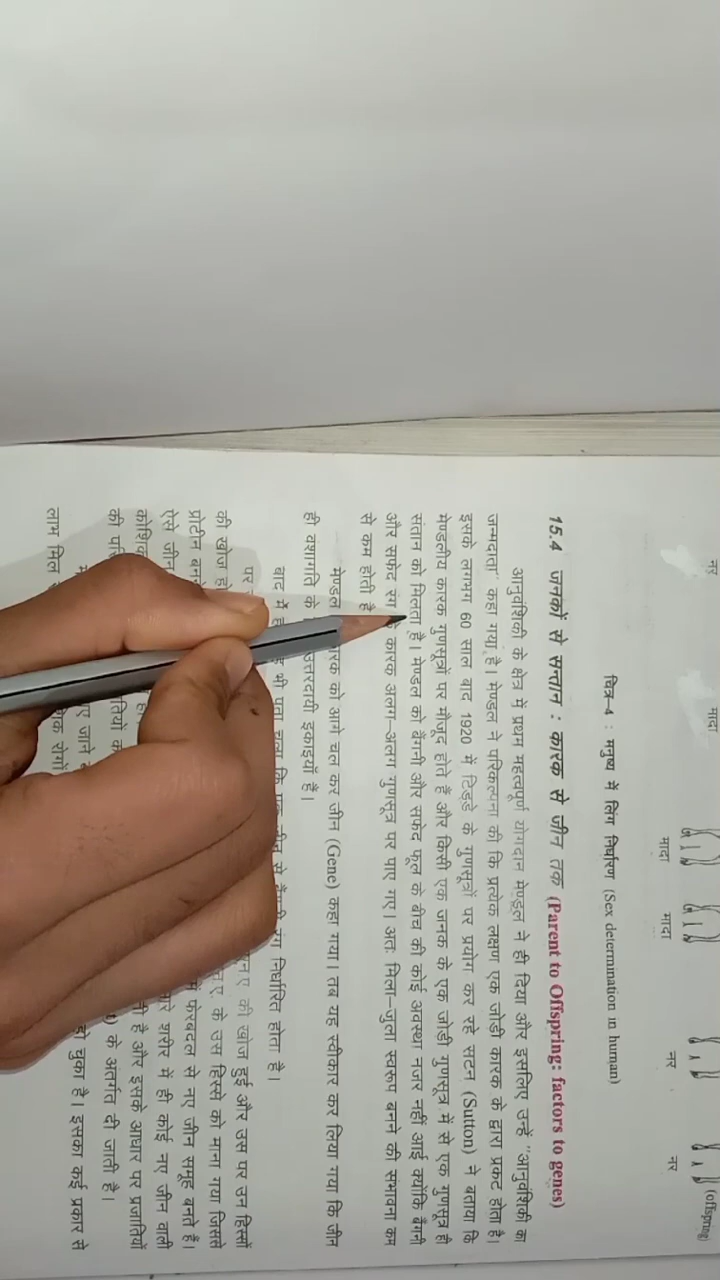 (offspring)
नर
मादा
मादा
मादा
नर
नर
चित्र-4 : मनुष्य में लिंग निर्धारण (Sex determination in human)
15.4 जनकों से सन्तान : कारक से जीन तक (Parent to Offspring: factors to genes)
आनुवंशिकी के क्षेत्र में प्रथम महत्वपूर्ण योगदान मेण्डल ने ही दिया और इसलिए उन्हें "आनुवंशिकी का
जन्मदाता" कहा गया है। मेण्डल ने परिकल्पना की कि प्रत्येक लक्षण एक जोड़ी कारक के द्वारा प्रकट होता है।
इसके लगभग 60 साल बाद 1920 में टिड्डे के गुणसूत्रों पर प्रयोग कर रहे सटन (Sutton) ने बताया कि
मेण्डलीय कारक गुणसूत्रों पर मौजूद होते हैं और किसी एक जनक के एक जोड़ी गुणसूत्र में से एक गुणसूत्र ही
संतान को मिलता है। मेण्डल को बैंगनी और सफेद फूल के बीच की कोई अवस्था नजर नहीं आई क्योंकि बैंगनी
और सफेद रंग के कारक अलग-अलग गुणसूत्र पर पाए गए। अतः मिला-जुला स्वरूप बनने की संभावना कम
से कम होती है
मेण्डल कारक को आगे चल कर जीन (Gene) कहा गया। तब यह स्वीकार कर लिया गया कि जीन
ही वंशागति के उत्तरदायी इकाइयाँ है।
बाद में भी पता चला कि से रंग निर्धारित होता है।
पर की खोज हुई और उस पर उन हिस्सों
की खोज के उस हिस्से को माना गया जिससे
प्रोटीन में फेरबदल से नए जीन समूह बनते हैं।
ऐसे जीन शरीर में ही कोई नए जीन वाली
है और इसके आधार पर प्रजातियों
की के अंतर्गत दी जाती है।
जाने हो चुका है। इसका कई प्रकार से
लाभ मिल रोगों